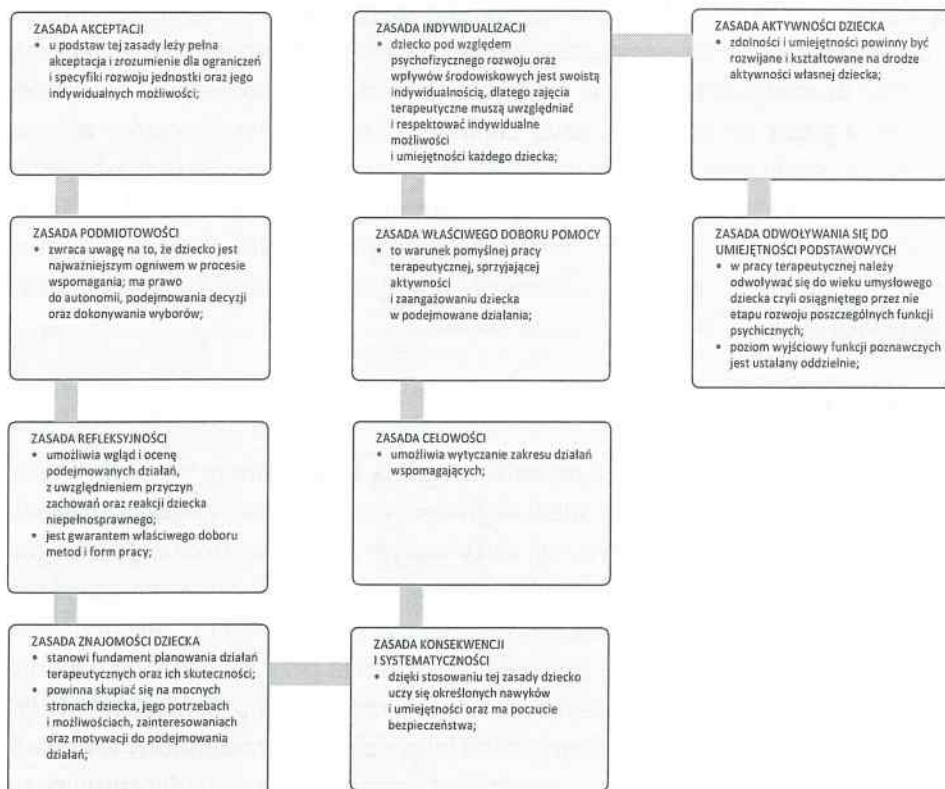 ZASADA AKCEPTACJI
• u podstaw tej zasady leży pełna
akceptacja i zrozumienie dla ograniczeń
i specyfiki rozwoju jednostki oraz jego
indywidualnych możliwości;
ZASADA PODMIOTOWOŚCI
• zwraca uwagę na to, że dziecko jest
najważniejszym ogniwem w procesie
wspomagania; ma prawo
do autonomii, podejmowania decyzji
oraz dokonywania wyborów;
ZASADA REFLEKSYJNOŚCI
• umożliwia wgląd i ocenę
podejmowanych działań,
z uwzględnieniem przyczyn
zachowań oraz reakcji dziecka
niepełnosprawnego;
• jest gwarantem właściwego doboru
metod i form pracy;
ZASADA ZNAJOMOŚCI DZIECKA
• stanowi fundament planowania działań
terapeutycznych oraz ich skuteczności;
• powinna skupiać się na mocnych
stronach dziecka, jego potrzebach
i możliwościach, zainteresowaniach
oraz motywacji do podejmowania
działań;
ZASADA KONSEKWENCJI
I SYSTEMATYCZNOŚCI
• dzięki stosowaniu tej zasady dziecko
uczy się określonych nawyków
i umiejętności oraz ma poczucie
bezpieczeństwa;
ZASADA CELOWOŚCI
• umożliwia wytyczanie zakresu działań
wspomagających;
ZASADA WŁAŚCIWEGO DOBORU POMOCY
• to warunek pomyślnej pracy
terapeutycznej, sprzyjającej
aktywności
i zaangażowaniu dziecka
w podejmowane działania;
ZASADA INDYWIDUALIZACJI
• dziecko pod względem
psychofizycznego rozwoju oraz
wpływów środowiskowych jest swoistą
indywidualnością, dlatego zajęcia
terapeutyczne muszą uwzględniać
i respektować indywidualne
możliwości
i umiejętności każdego dziecka;
ZASADA AKTYWNOŚCI DZIECKA
• zdolności i umiejętności powinny być
rozwijane i kształtowane na drodze
aktywności własnej dziecka;
ZASADA ODWOŁYWANIA SIĘ DO
UMIEJĘTNOŚCI PODSTAWOWYCH
• w pracy terapeutycznej należy
odwoływać się do wieku umysłowego
dziecka czyli osiągniętego przez nie
etapu rozwoju poszczególnych funkcji
psychicznych;
• poziom wyjściowy funkcji poznawczych
jest ustalany oddzielnie;